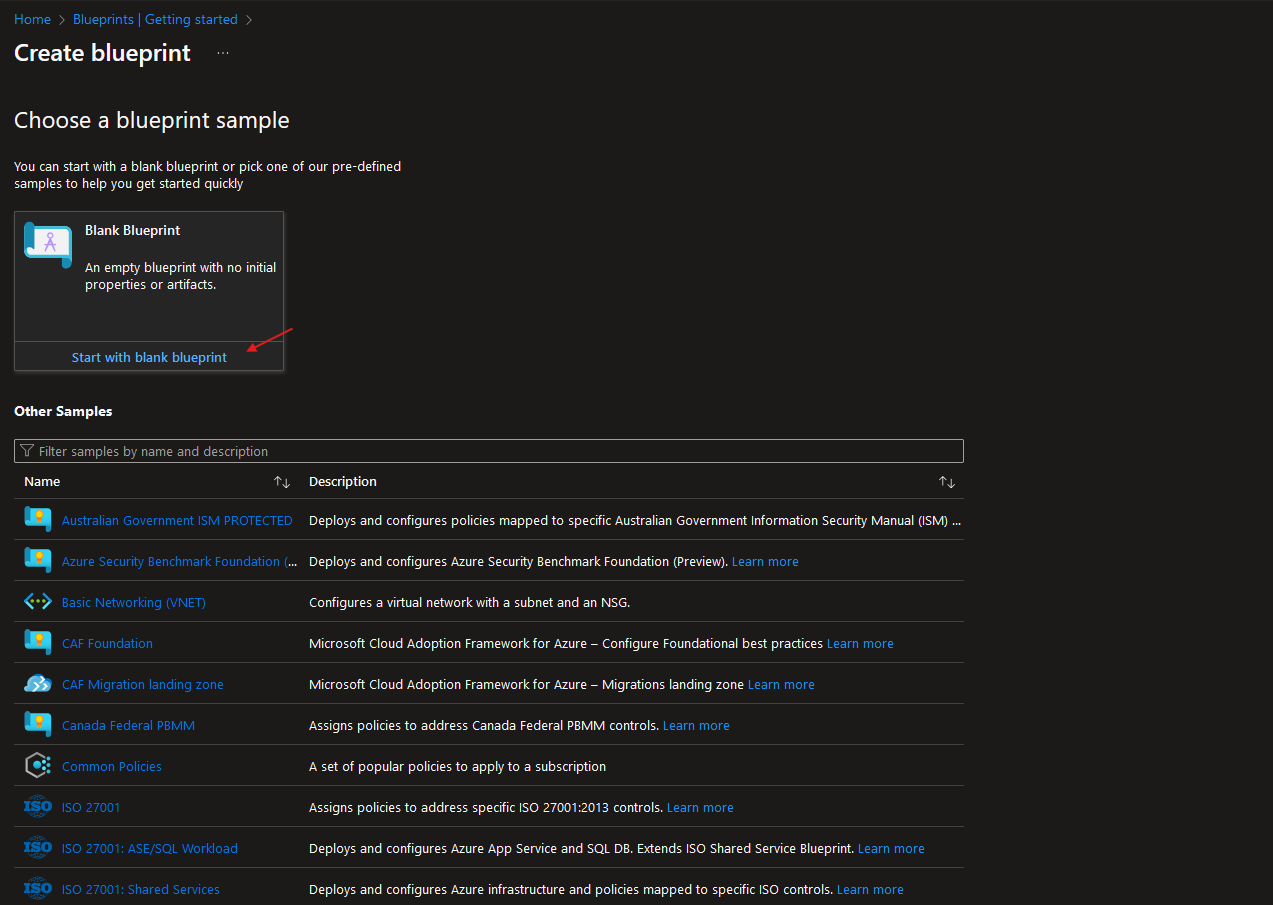 Home > Blueprints | Getting started >
Create blueprint ...
Choose a blueprint sample
You can start with a blank blueprint or pick one of our pre-defined
samples to help you get started quickly
Blank Blueprint
An empty blueprint with no initial
properties or artifacts.
Start with blank blueprint
Other Samples
Filter samples by name and description
Name Description
Australian Government ISM PROTECTED Deploys and configures policies mapped to specific Australian Government Information Security Manual (ISM) ...
Azure Security Benchmark Foundation (... Deploys and configures Azure Security Benchmark Foundation (Preview). Learn more
Basic Networking (VNET) Configures a virtual network with a subnet and an NSG.
CAF Foundation Microsoft Cloud Adoption Framework for Azure – Configure Foundational best practices Learn more
CAF Migration landing zone Microsoft Cloud Adoption Framework for Azure – Migrations landing zone Learn more
Canada Federal PBMM Assigns policies to address Canada Federal PBMM controls. Learn more
Common Policies A set of popular policies to apply to a subscription
ISO ISO 27001 Assigns policies to address specific ISO 27001:2013 controls. Learn more
ISO ISO 27001: ASE/SQL Workload Deploys and configures Azure App Service and SQL DB. Extends ISO Shared Service Blueprint. Learn more
ISO ISO 27001: Shared Services Deploys and configures Azure infrastructure and policies mapped to specific ISO controls. Learn more